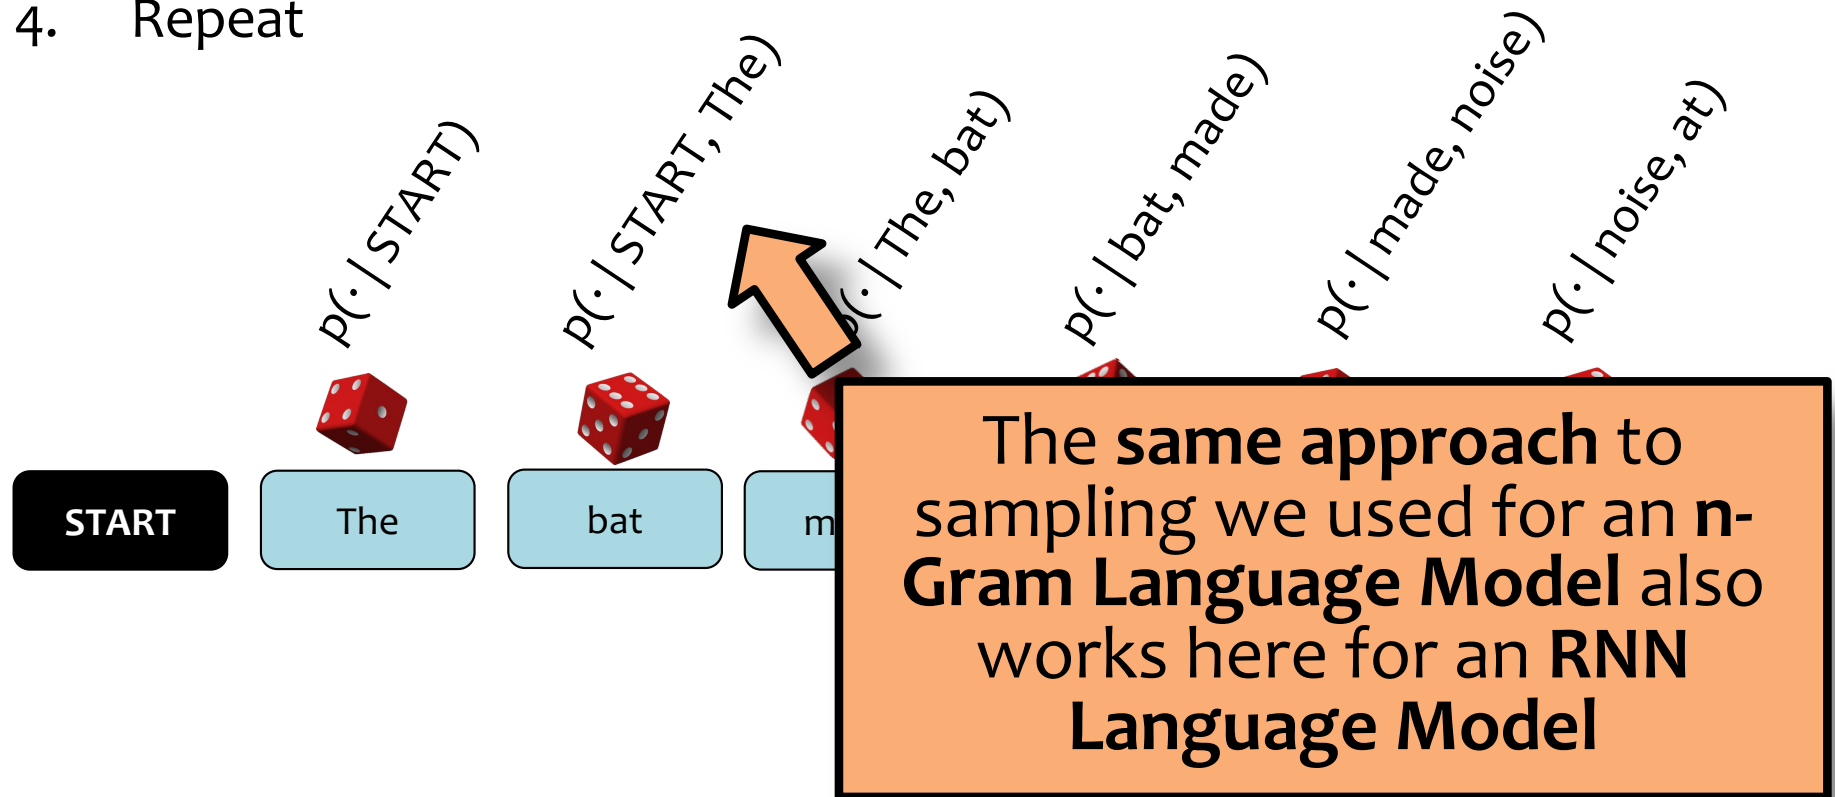 4. Repeat
p(· | START)
p(· | START, The)
p(· | The, bat)
p(· | bat, made)
p(· | made, noise)
p(· | noise, at)
START
The
bat
m
The same approach to
sampling we used for an n-
Gram Language Model also
works here for an RNN
Language Model